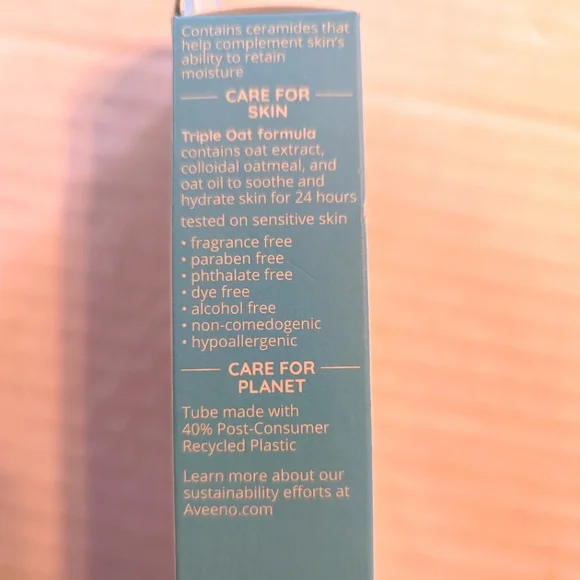 Contains ceramides that
help complement skin's
ability to retain
moisture
CARE FOR
SKIN
Triple Oat formula
contains oat extract,
colloidal oatmeal, and
oat oil to soothe and
hydrate skin for 24 hours
tested on sensitive skin
• fragrance free
• paraben free
• phthalate free
• dye free
• alcohol free
• non-comedogenic
• hypoallergenic
CARE FOR
PLANET
Tube made with
40% Post-Consumer
Recycled Plastic
Learn more about our
sustainability efforts at
Aveeno.com